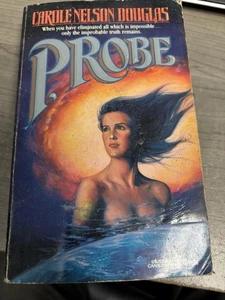 CAROLE NELSON DOUGLAS
When you have eliminated all which is impossible
only the improbable truth remains.
PROBE